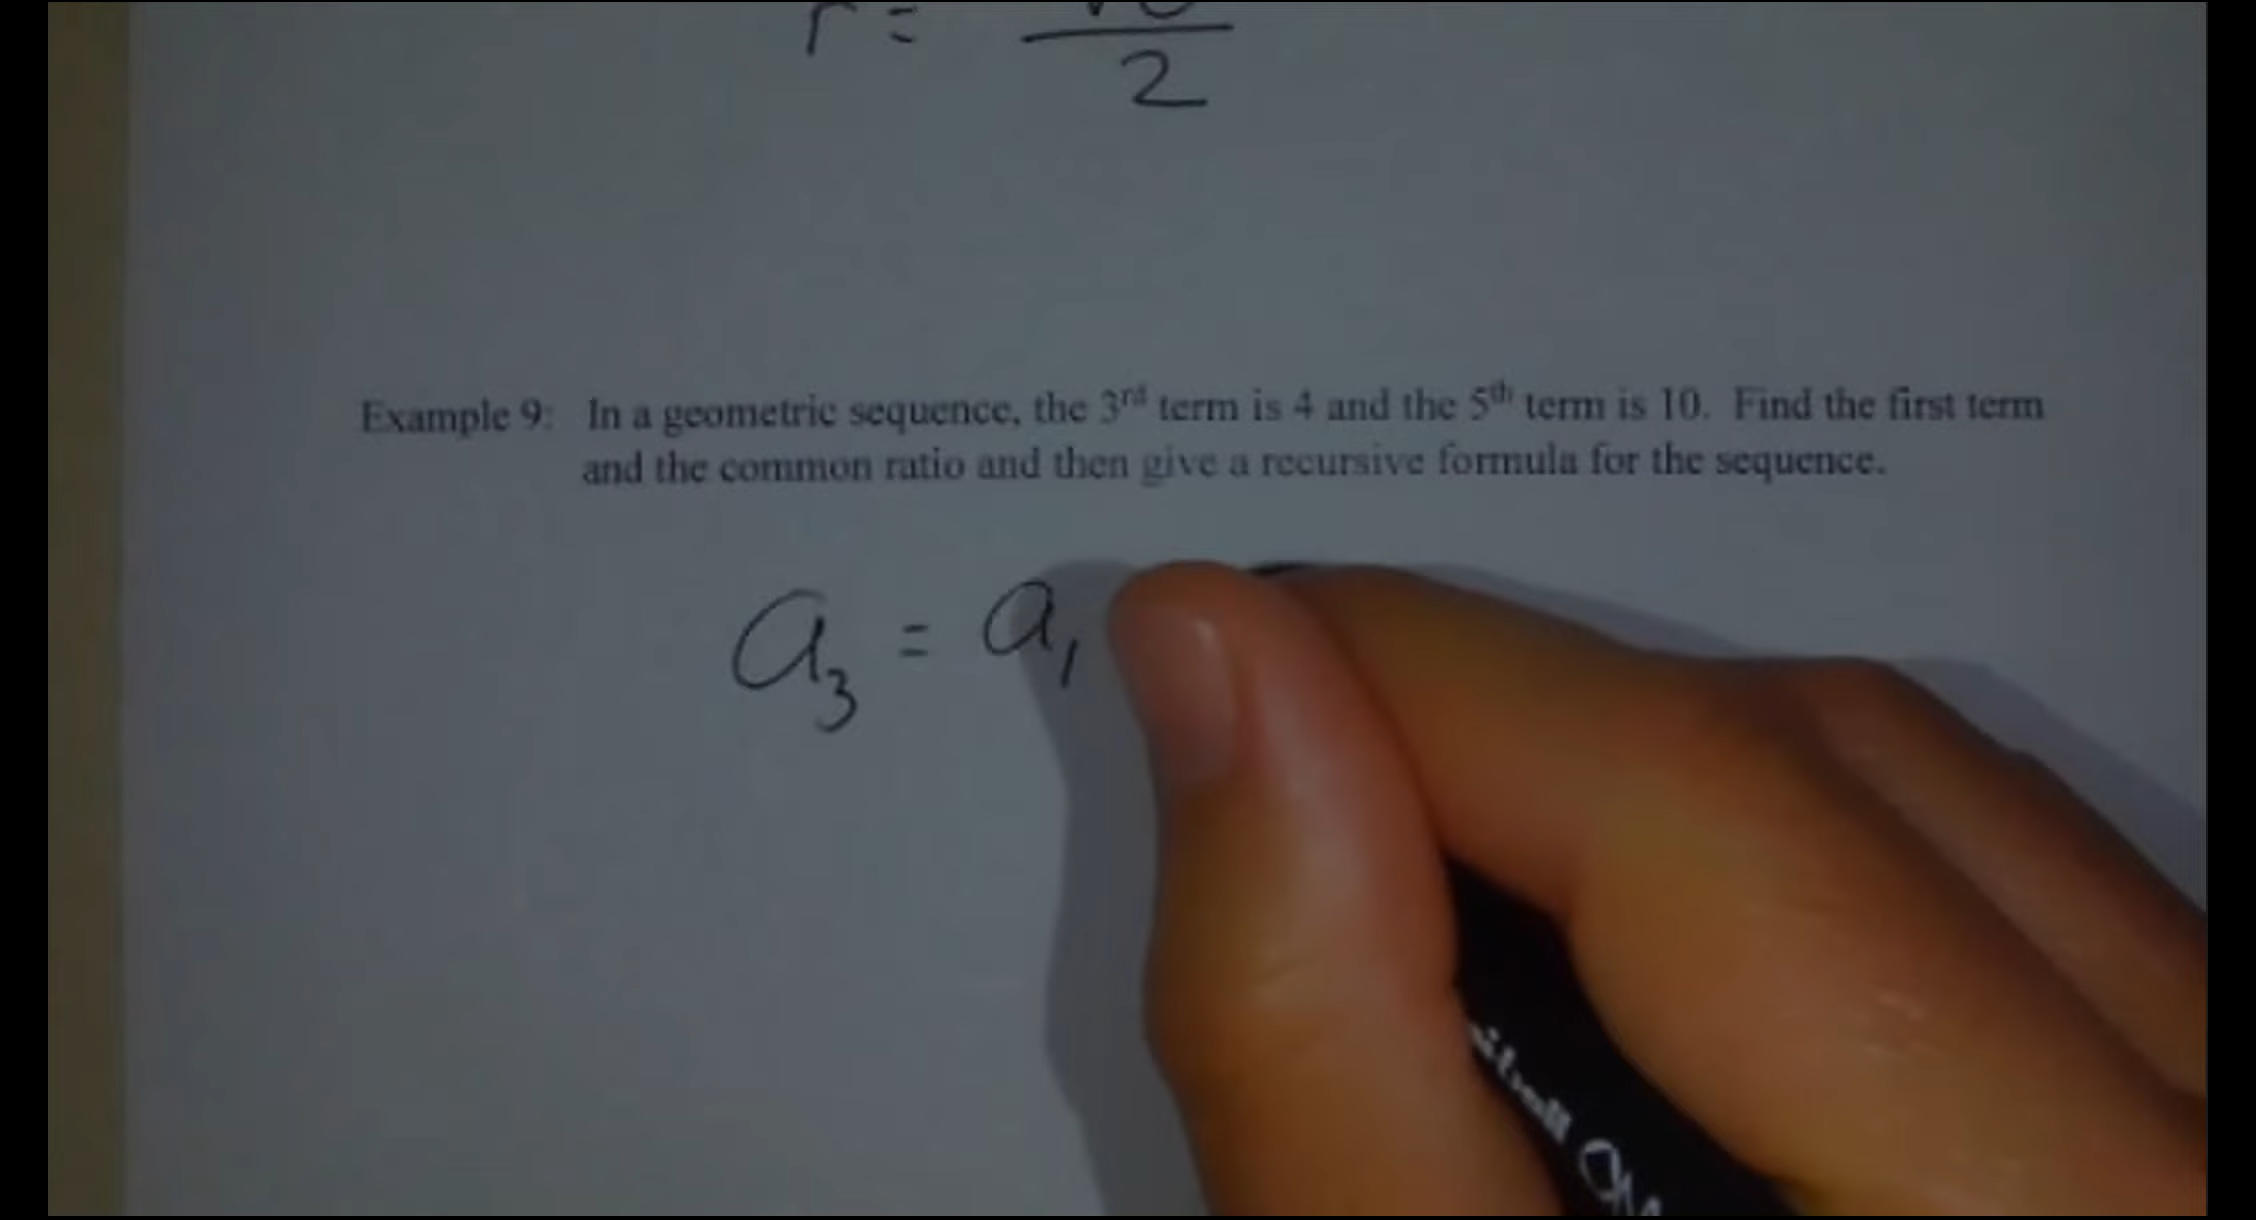 r =
2
Example 9: In a geometric sequence, the 3rd term is 4 and the 5th term is 10. Find the first term
and the common ratio and then give a recursive formula for the sequence.
a3 = a1